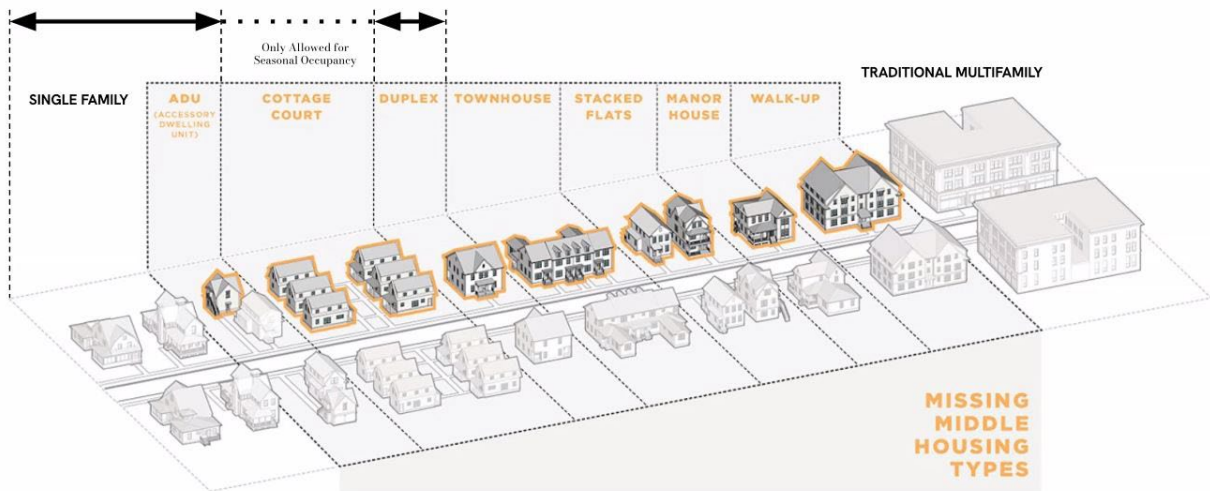 Only Allowed for
Seasonal Occupancy
SINGLE FAMILY
ADU
(ACCESSORY
DWELLING
UNIT)
COTTAGE
COURT
DUPLEX
TOWNHOUSE
STACKED
FLATS
MANOR
HOUSE
WALK-UP
TRADITIONAL MULTIFAMILY
MISSING
MIDDLE
HOUSING
TYPES